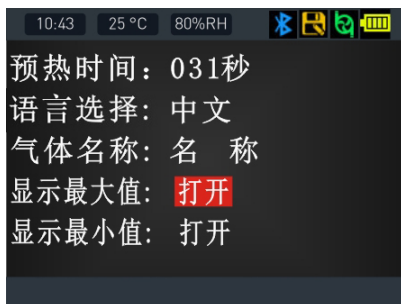 10:43 25 °C 80%RH
预热时间：031秒
语言选择: 中文
气体名称: 名 称
显示最大值: 打开
显示最小值: 打开